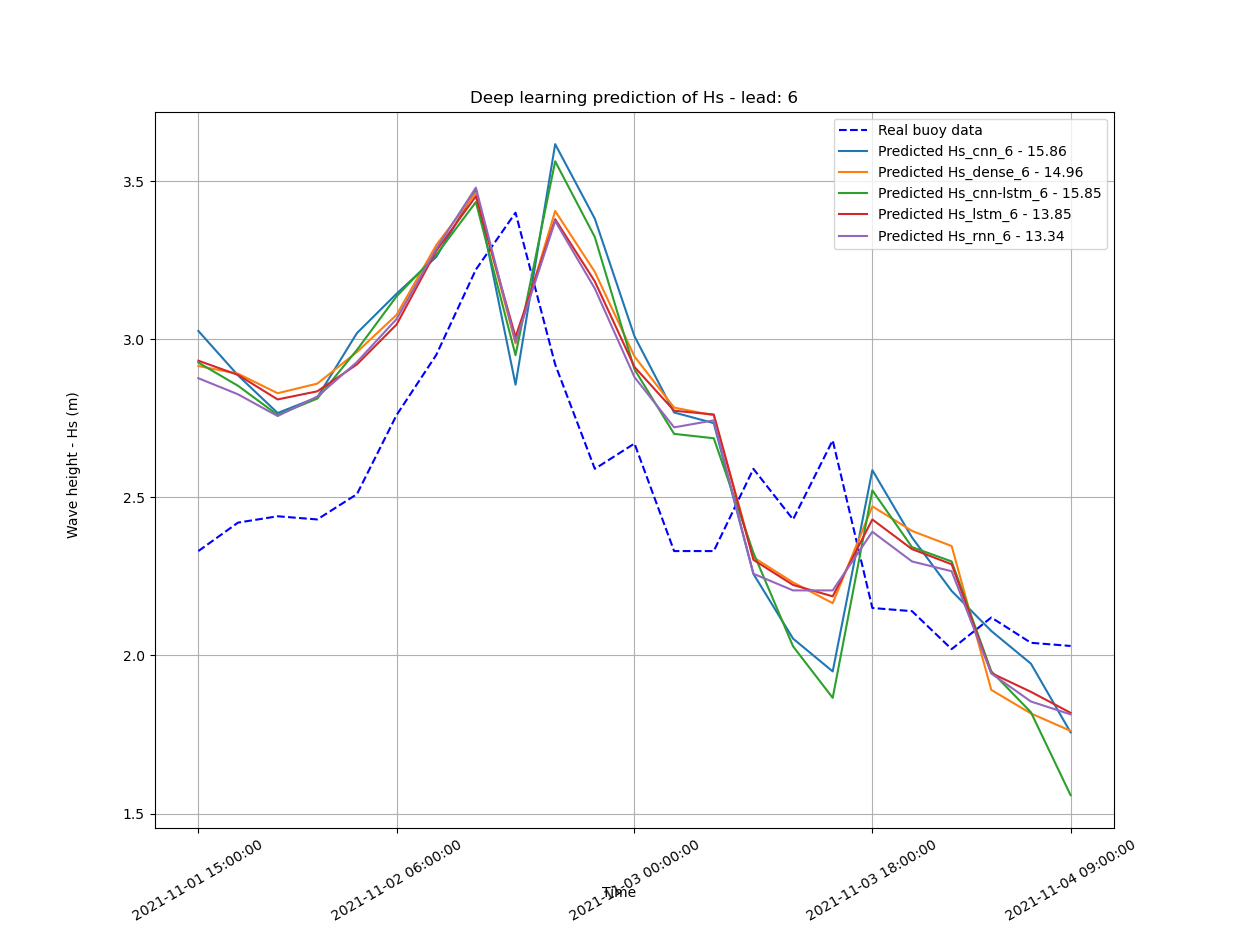 Deep learning prediction of Hs - lead: 6
Real buoy data
Predicted Hs_cnn_6 - 15.86
Predicted Hs_dense_6 - 14.96
Predicted Hs_cnn-lstm_6 - 15.85
Predicted Hs_lstm_6 - 13.85
Predicted Hs_rnn_6 - 13.34
3.5
3.0
2.5
2.0
1.5
Wave height - Hs (m)
2021-11-01 15:00:00
2021-11-02 06:00:00
2021-11-03 00:00:00
2021-11-03 18:00:00
2021-11-04 09:00:00
Time